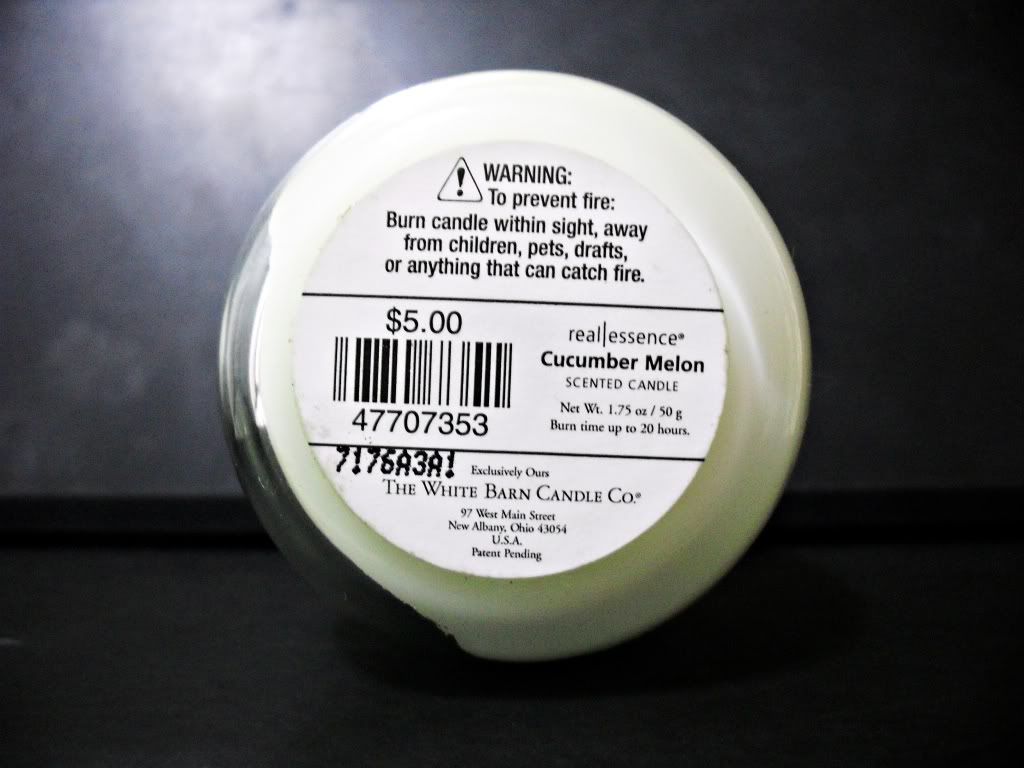 WARNING:
To prevent fire:
Burn candle within sight, away
from children, pets, drafts,
or anything that can catch fire.
$5.00
47707353
real|essence®
Cucumber Melon
SCENTED CANDLE
Net Wt. 1.75 oz / 50 g
Burn time up to 20 hours.
7176A3A1
Exclusively Ours
THE WHITE BARN CANDLE CO.®
97 West Main Street
New Albany, Ohio 43054
U.S.A.
Patent Pending